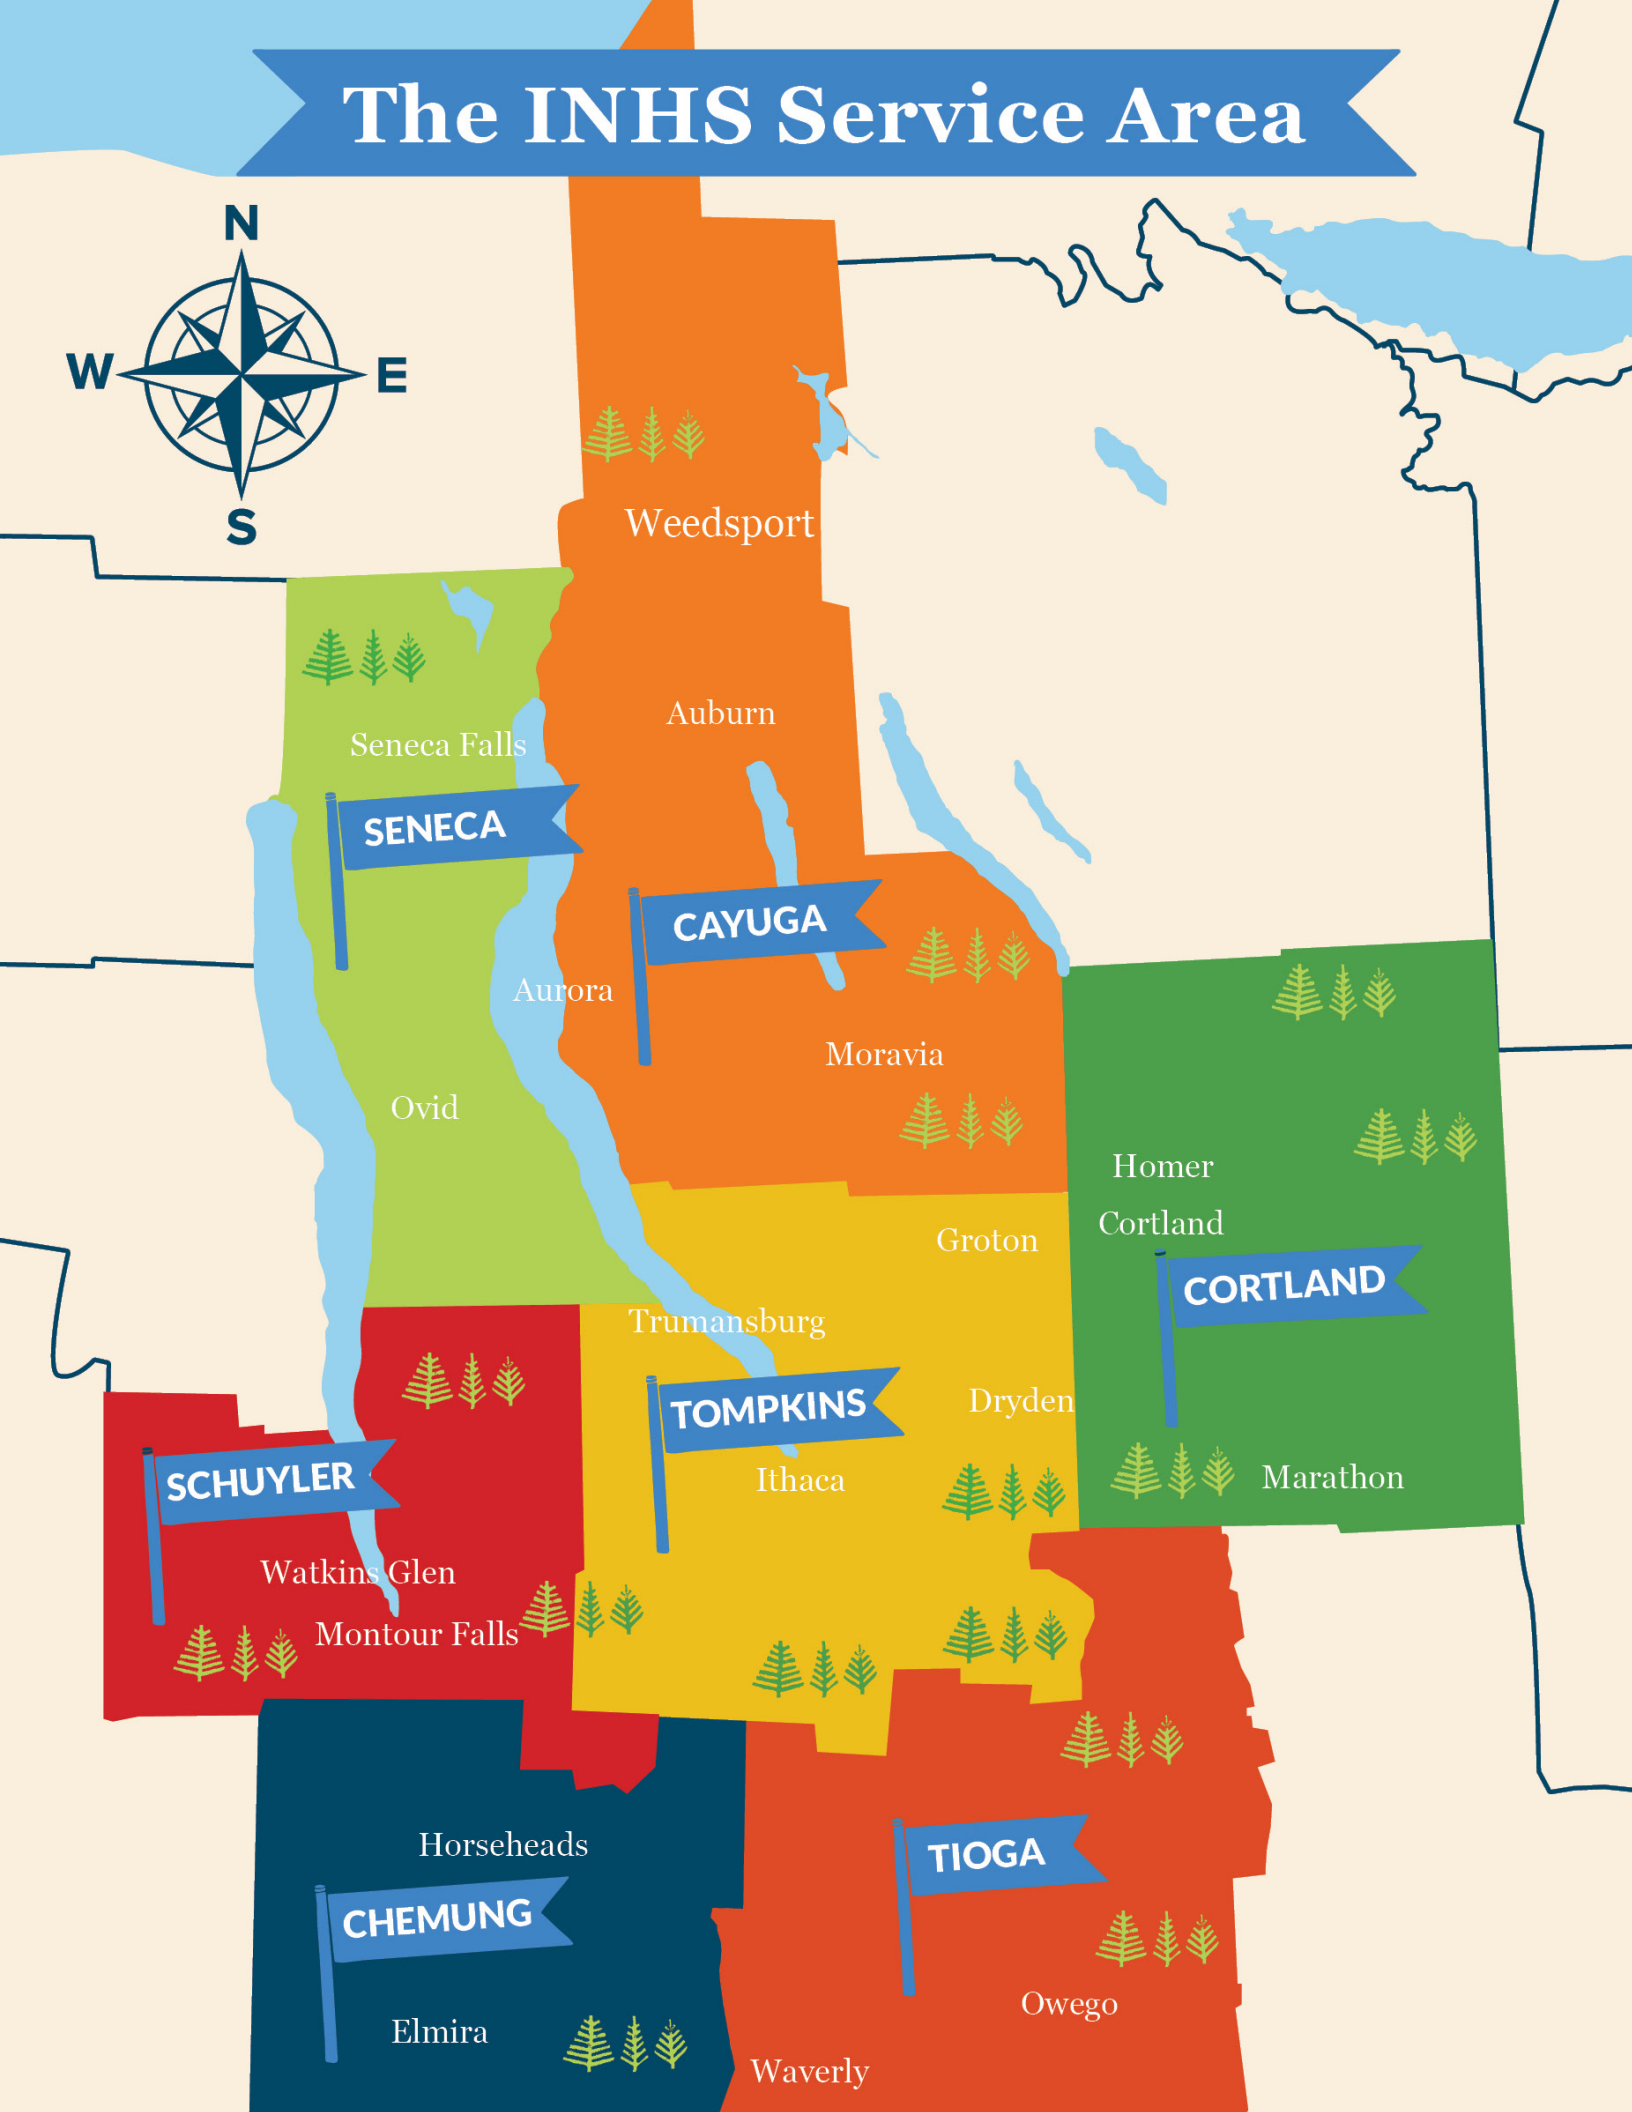 The INHS Service Area
N
W
E
S
Weedsport
Auburn
Seneca Falls
SENECA
CAYUGA
Aurora
Moravia
Ovid
Homer
Cortland
Groton
CORTLAND
Trumansburg
Dryden
TOMPKINS
Ithaca
Marathon
SCHUYLER
Watkins Glen
Montour Falls
Horseheads
TIOGA
CHEMUNG
Owego
Elmira
Waverly